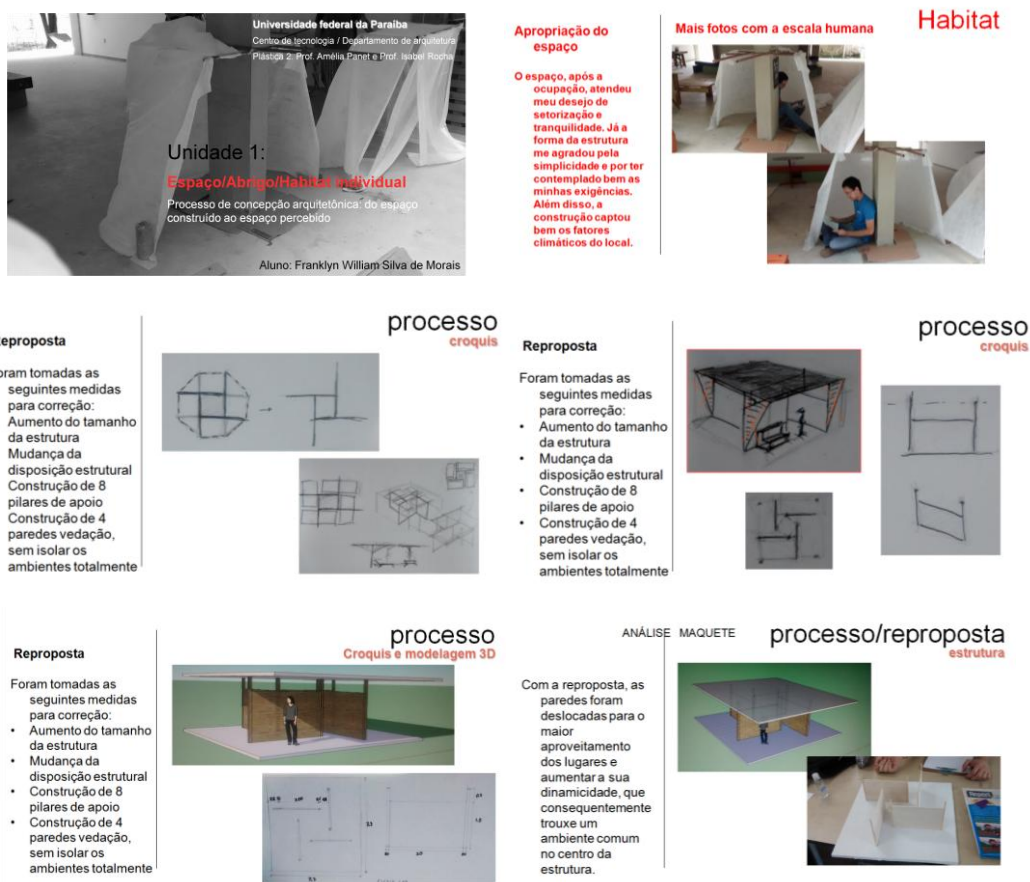 Universidade federal da Paraíba
Centro de tecnologia / Departamento de arquitetura
Plástica 2: Prof. Amélia Panet e Prof. Isabel Rocha
Unidade 1:
Espaço/Abrigo/Habitat individual
Processo de concepção arquitetônica: do espaço
construído ao espaço percebido
Aluno: Franklyn William Silva de Morais
Habitat
Apropriação do
espaço
Mais fotos com a escala humana
O espaço, após a
ocupação, atendeu
meu desejo de
setorização e
tranquilidade. Já a
forma da estrutura
me agradou pela
simplicidade e por ter
contemplado bem as
minhas exigências.
Além disso, a
construção captou
bem os fatores
climáticos do local.
processo
croquis
eproposta
oram tomadas as
seguintes medidas
para correção:
Aumento do tamanho
da estrutura
Mudança da
disposição estrutural
Construção de 8
pilares de apoio
Construção de 4
paredes vedação,
sem isolar os
ambientes totalmente
processo
croquis
Reproposta
Foram tomadas as
seguintes medidas
para correção:
• Aumento do tamanho
da estrutura
• Mudança da
disposição estrutural
• Construção de 8
pilares de apoio
• Construção de 4
paredes vedação,
sem isolar os
ambientes totalmente
processo
Croquis e modelagem 3D
Reproposta
Foram tomadas as
seguintes medidas
para correção:
• Aumento do tamanho
da estrutura
• Mudança da
disposição estrutural
• Construção de 8
pilares de apoio
• Construção de 4
paredes vedação,
sem isolar os
ambientes totalmente
ANÁLISE MAQUETE
processo/reproposta
estrutura
Com a reproposta, as
paredes foram
deslocadas para o
maior
aproveitamento
dos lugares e
aumentar a sua
dinamicidade, que
consequentemente
trouxe um
ambiente comum
no centro da
estrutura.